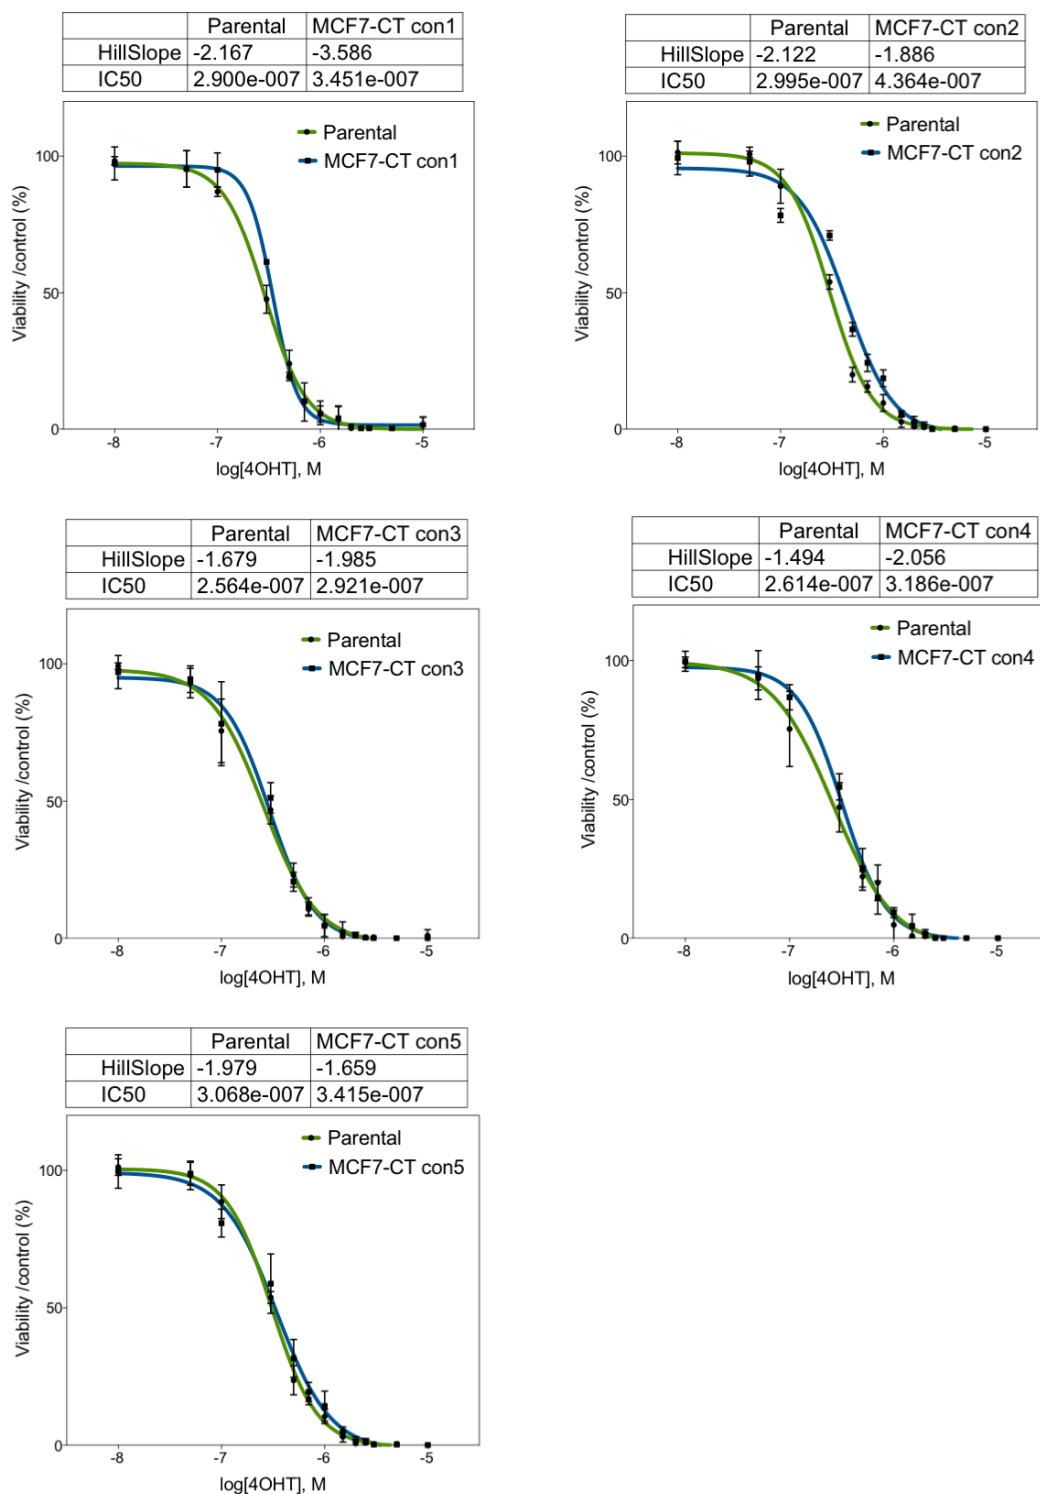 Parental MCF7-CT con1
HillSlope -2.167 -3.586
IC50 2.900e-007 3.451e-007
Parental
MCF7-CT con1
100
50
0
Viability /control (%)
-8 -7 -6 -5
log[4OHT], M
Parental MCF7-CT con2
HillSlope -2.122 -1.886
IC50 2.995e-007 4.364e-007
Parental
MCF7-CT con2
100
50
0
Viability /control (%)
-8 -7 -6 -5
log[4OHT], M
Parental MCF7-CT con3
HillSlope -1.679 -1.985
IC50 2.564e-007 2.921e-007
Parental
MCF7-CT con3
100
50
0
Viability /control (%)
-8 -7 -6 -5
log[4OHT], M
Parental MCF7-CT con4
HillSlope -1.494 -2.056
IC50 2.614e-007 3.186e-007
Parental
MCF7-CT con4
100
50
0
Viability /control (%)
-8 -7 -6 -5
log[4OHT], M
Parental MCF7-CT con5
HillSlope -1.979 -1.659
IC50 3.068e-007 3.415e-007
Parental
MCF7-CT con5
100
50
0
Viability /control (%)
-8 -7 -6 -5
log[4OHT], M